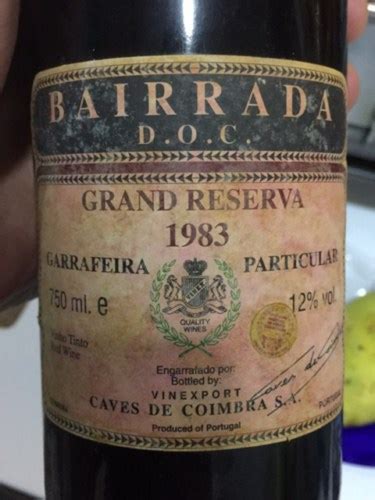 BAIRRADA
D.O.C.
GRAND RESERVA
1983
GARRAFEIRA PARTICULAR
750 ml. e 12% vol.
QUALITY
WINES
Vinho Tinto
Red Wine
Engarrafado por:
Bottled by:
VINEXPORT
CAVES DE COIMBRA S.A.
Produced of Portugal